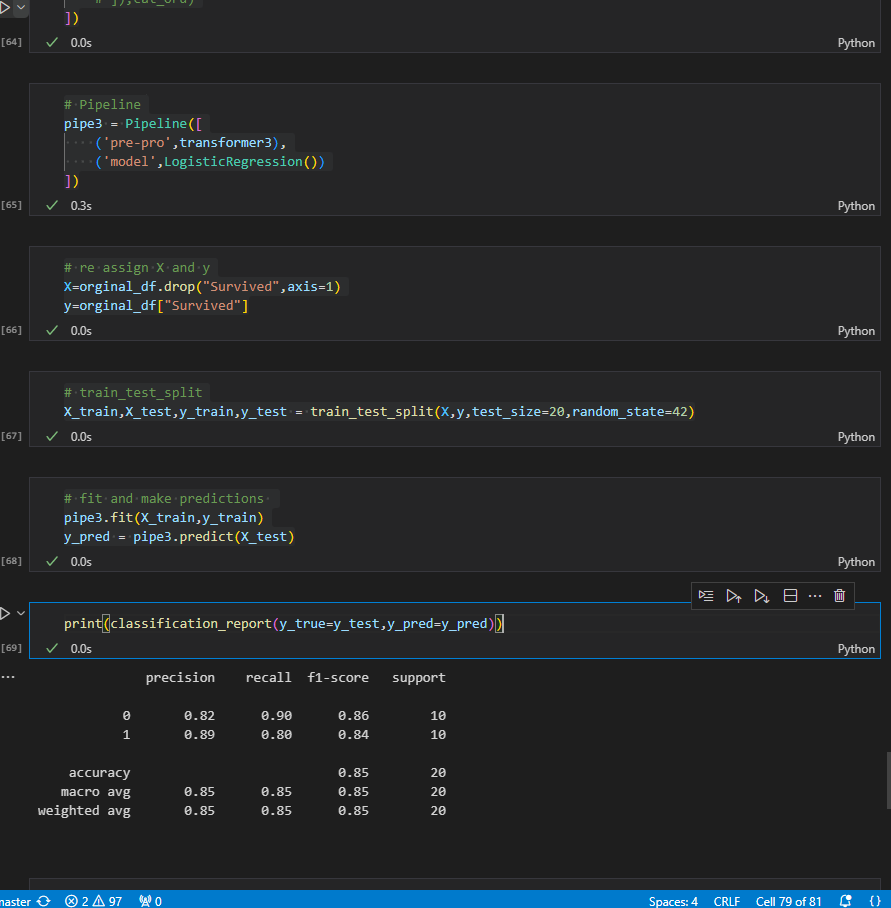 ])
[64]
0.0s
Python
# Pipeline
pipe3 = Pipeline([
('pre-pro',transformer3),
('model',LogisticRegression())
])
[65]
0.3s
Python
# re assign X and y
X=orginal_df.drop("Survived",axis=1)
y=orginal_df["Survived"]
[66]
0.0s
Python
# train_test_split
X_train,X_test,y_train,y_test = train_test_split(X,y,test_size=20,random_state=42)
[67]
0.0s
Python
# fit and make predictions
pipe3.fit(X_train,y_train)
y_pred = pipe3.predict(X_test)
[68]
0.0s
Python
print(classification_report(y_true=y_test,y_pred=y_pred))
[69]
0.0s
Python
precision recall f1-score support
0 0.82 0.90 0.86 10
1 0.89 0.80 0.84 10
accuracy 0.85 20
macro avg 0.85 0.85 0.85 20
weighted avg 0.85 0.85 0.85 20
master 2 97 0 Spaces: 4 CRLF Cell 79 of 81 {}